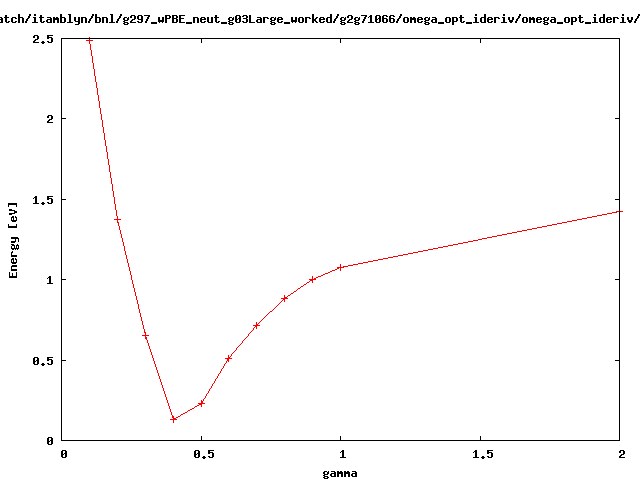 atch/itamblyn/bnl/g297_wPBE_neut_g03Large_worked/g2g71066/omega_opt_ideriv/omega_opt_ideriv/
2.5
2
1.5
1
0.5
0
Energy [eV]
0 0.5 1 1.5 2
gamma